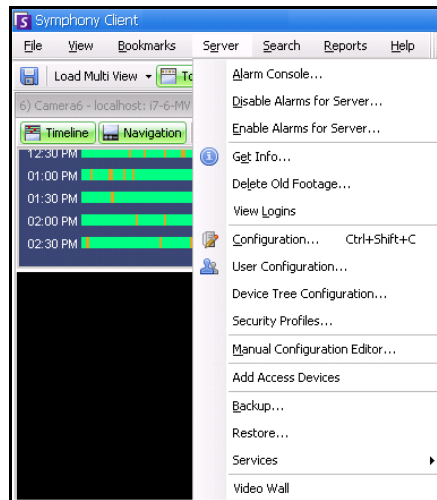 Symphony Client
File View Bookmarks Server Search Reports Help
Load Multi View
6) Camera6 - localhost: i7-6-MV
Timeline Navigation
12:30 PM
01:00 PM
01:30 PM
02:00 PM
02:30 PM
Alarm Console...
Disable Alarms for Server...
Enable Alarms for Server...
Get Info...
Delete Old Footage...
View Logins
Configuration... Ctrl+Shift+C
User Configuration...
Device Tree Configuration...
Security Profiles...
Manual Configuration Editor...
Add Access Devices
Backup...
Restore...
Services
Video Wall